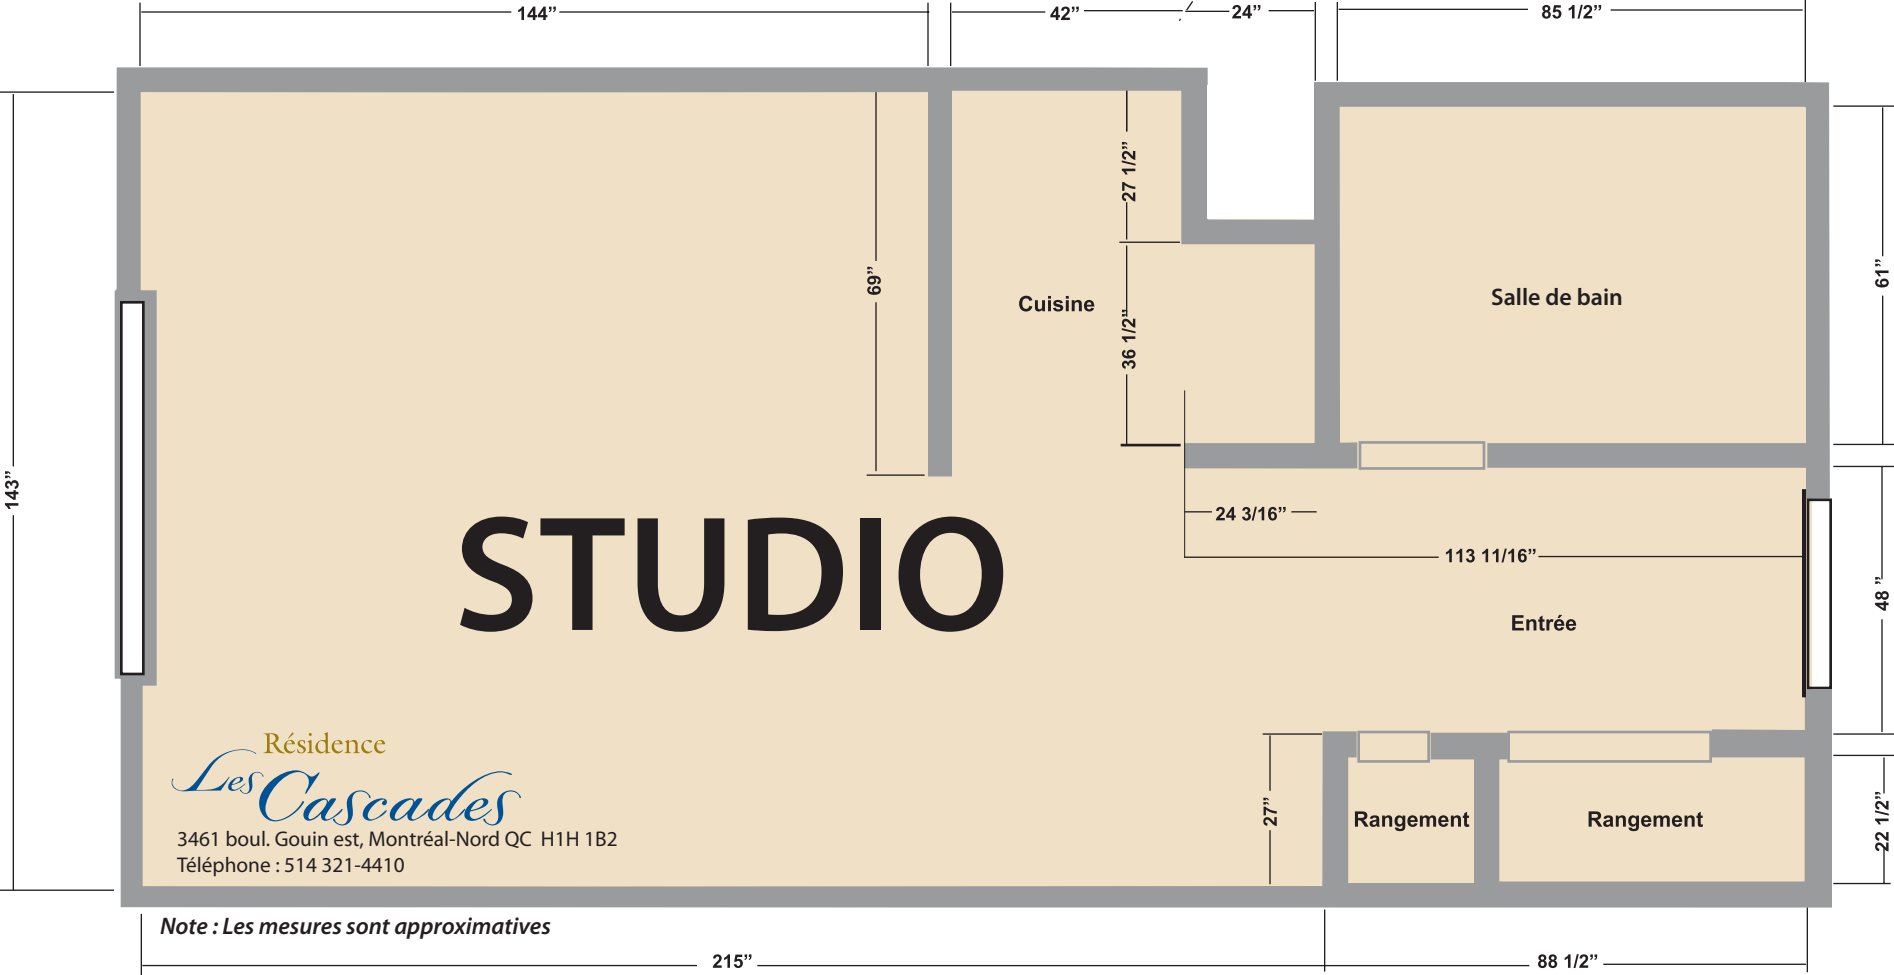 144”
42”
24”
85 1/2”
27 1/2”
69”
61”
Cuisine
Salle de bain
36 1/2”
143”
24 3/16”
113 11/16”
STUDIO
48 ”
Entrée
Résidence
Les Cascades
3461 boul. Gouin est, Montréal-Nord QC H1H 1B2
Téléphone : 514 321-4410
27”
Rangement
Rangement
22 1/2”
Note : Les mesures sont approximatives
215”
88 1/2”